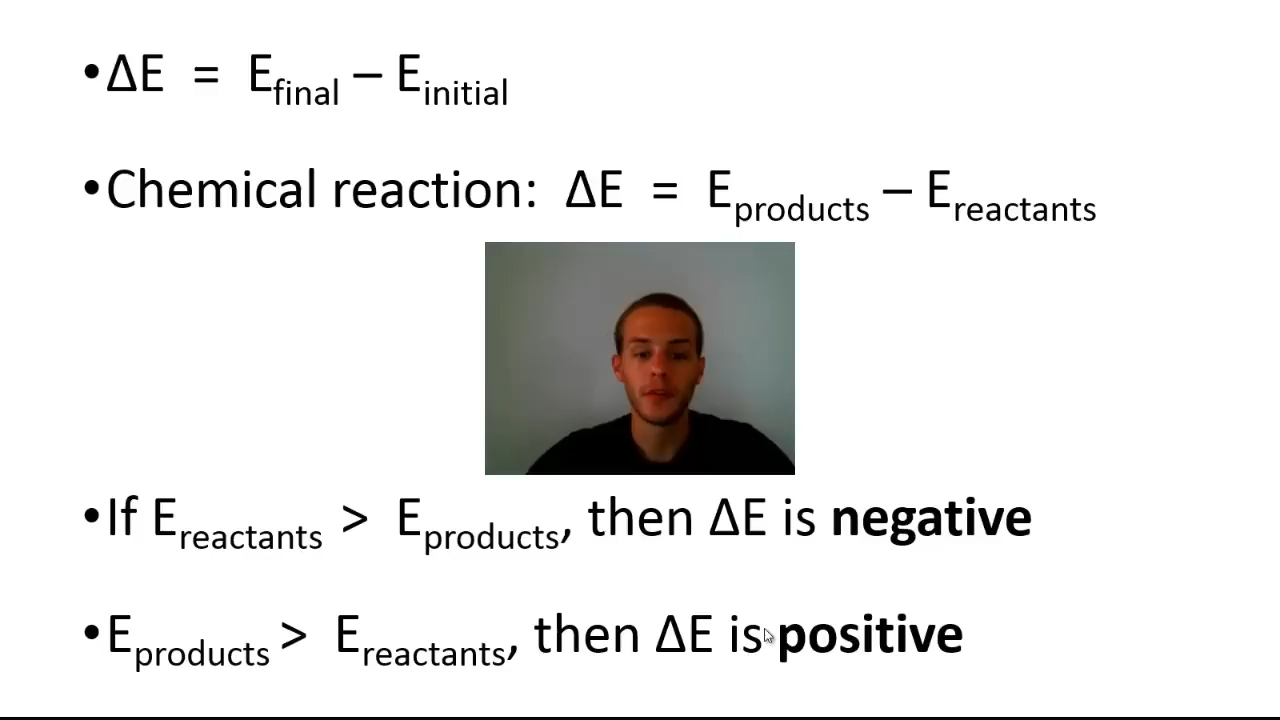 •ΔE = Efinal – Einitial
•Chemical reaction: ΔE = Eproducts – Ereactants
•If Ereactants > Eproducts, then ΔE is negative
•Eproducts > Ereactants, then ΔE is positive